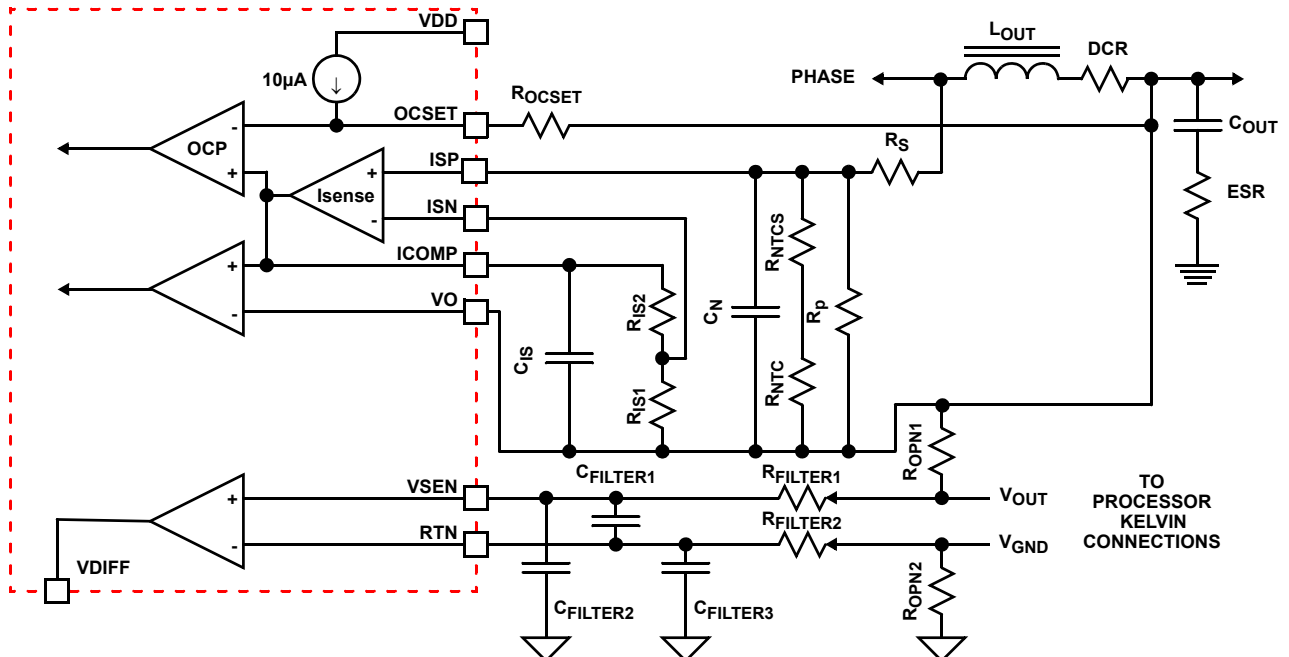 VDD
10µA
OCSET
ROCSET
OCP
-
+
Isense
+
-
ISP
ISN
ICOMP
VO
+
-
PHASE
LOUT
DCR
COUT
ESR
RS
RNTCS
RNTC
Rp
CN
RIS2
RIS1
CIS
ROPN1
VSEN
RTN
+
-
VDIFF
CFILTER1
RFILTER1
RFILTER2
CFILTER2
CFILTER3
VOUT
VGND
ROPN2
TO
PROCESSOR
KELVIN
CONNECTIONS